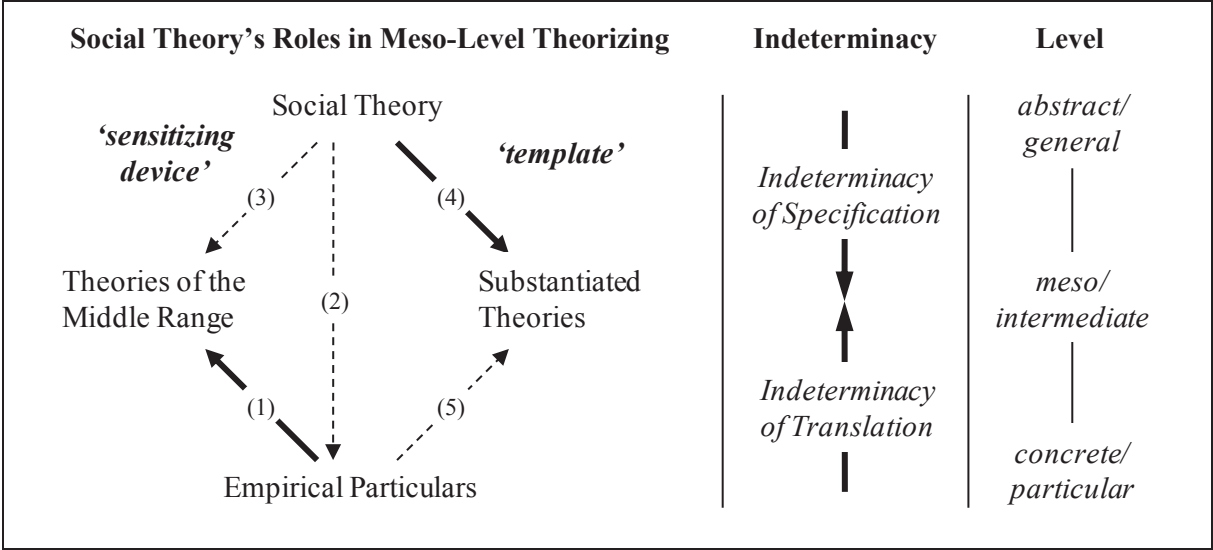 Social Theory’s Roles in Meso-Level Theorizing
Indeterminacy
Level
Social Theory
‘sensitizing
device’
‘template’
(3)
(4)
Theories of the
Middle Range
(2)
Substantiated
Theories
(1)
(5)
Empirical Particulars
Indeterminacy
of Specification
Indeterminacy
of Translation
abstract/
general
meso/
intermediate
concrete/
particular